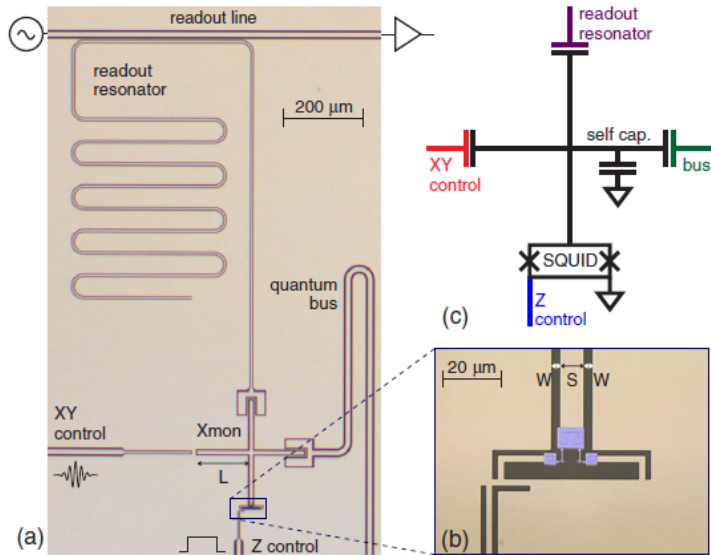 readout line
readout
resonator
200 μm
XY
control
Xmon
L
quantum
bus
Z control
(a)
readout
resonator
self cap.
XY
control
bus
SQUID
Z
control
(c)
20 μm
W S W
(b)